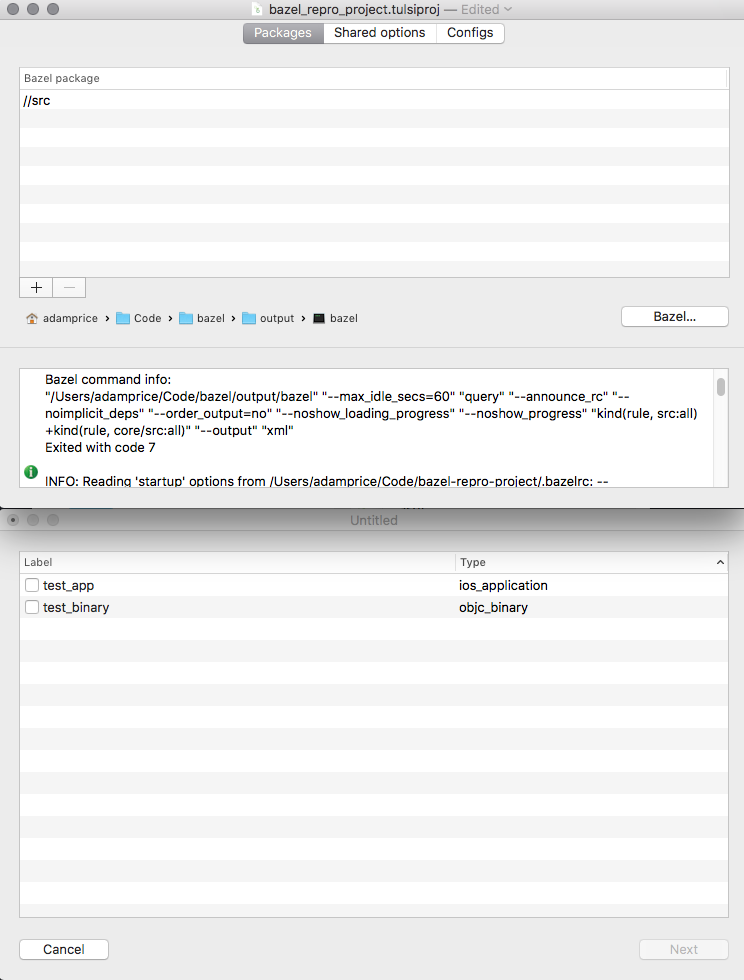 bazel_repro_project.tulsiproj — Edited
Packages Shared options Configs
Bazel package
//src
+ —
adamprice › Code › bazel › output › bazel
Bazel...
Bazel command info:
"/Users/adamprice/Code/bazel/output/bazel" "--max_idle_secs=60" "query" "--announce_rc" "--
noimplicit_deps" "--order_output=no" "--noshow_loading_progress" "--noshow_progress" "kind(rule, src:all)
+kind(rule, core/src:all)" "--output" "xml"
Exited with code 7
INFO: Reading 'startup' options from /Users/adamprice/Code/bazel-repro-project/.bazelrc: --
Untitled
Label Type
test_app ios_application
test_binary objc_binary
Cancel Next